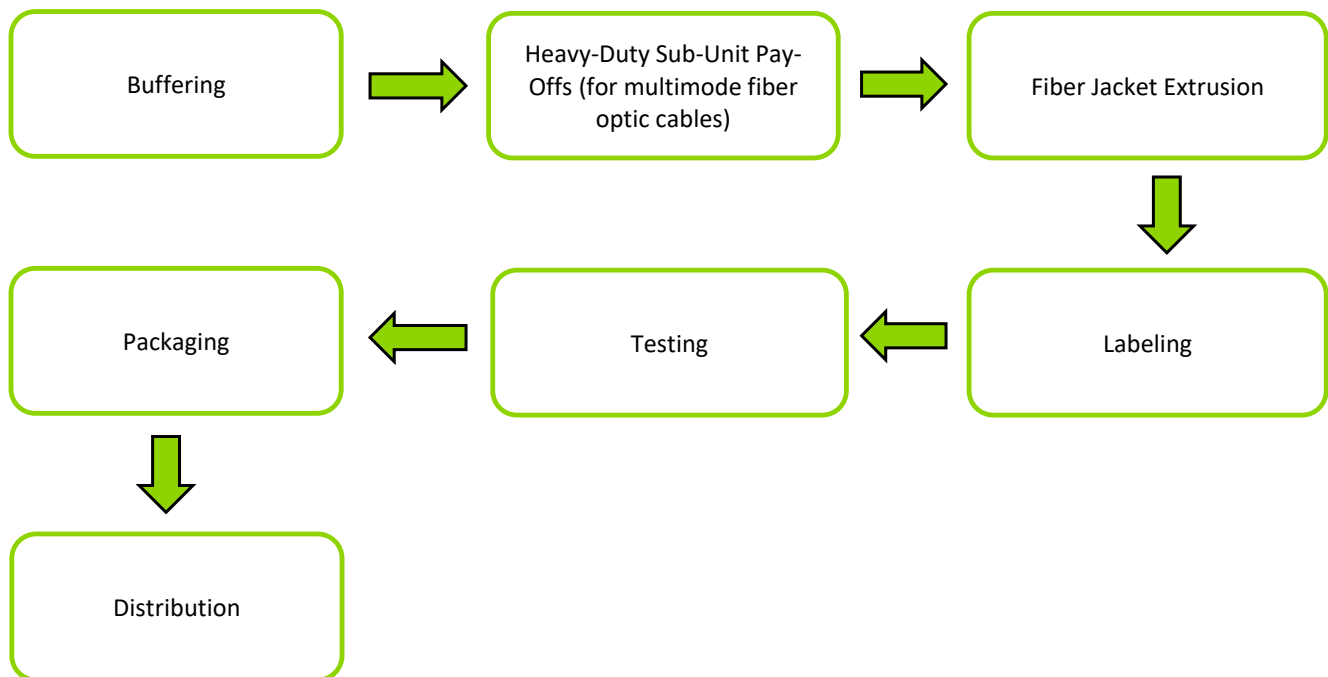 Buffering
Heavy-Duty Sub-Unit Pay-
Offs (for multimode fiber
optic cables)
Fiber Jacket Extrusion
Labeling
Testing
Packaging
Distribution